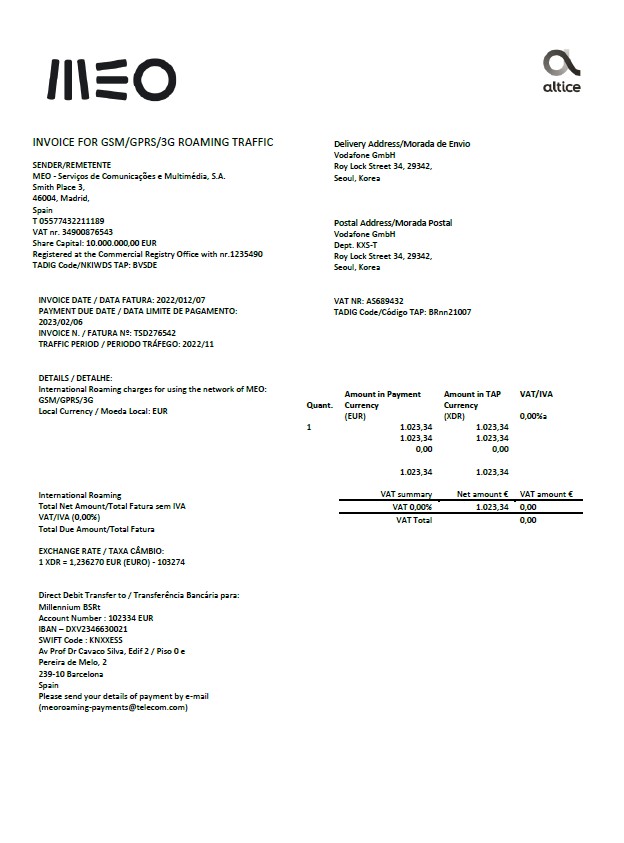 MEO
altice
INVOICE FOR GSM/GPRS/3G ROAMING TRAFFIC
SENDER/REMETENTE
MEO - Serviços de Comunicações e Multimédia, S.A.
Smith Place 3,
46004, Madrid,
Spain
T 05577432211189
VAT nr. 34900876543
Share Capital: 10.000.000,00 EUR
Registered at the Commercial Registry Office with nr.1235490
TADIG Code/NKIWDS TAP: BVSDE
Delivery Address/Morada de Envio
Vodafone GmbH
Roy Lock Street 34, 29342,
Seoul, Korea
Postal Address/Morada Postal
Vodafone GmbH
Dept. KXS-T
Roy Lock Street 34, 29342,
Seoul, Korea
INVOICE DATE / DATA FATURA: 2022/012/07
PAYMENT DUE DATE / DATA LIMITE DE PAGAMENTO:
2023/02/06
INVOICE N. / FATURA Nº: TSD276542
TRAFFIC PERIOD / PERIODO TRÁFEGO: 2022/11
VAT NR: AS689432
TADIG Code/Código TAP: BRnn21007
DETAILS / DETALHE:
International Roaming charges for using the network of MEO:
GSM/GPRS/3G
Local Currency / Moeda Local: EUR
Quant.
Amount in Payment
Currency
(EUR)
Amount in TAP
Currency
(XDR)
VAT/IVA
0,00%a
1 1.023,34 1.023,34
1.023,34 1.023,34
0,00 0,00
1.023,34 1.023,34
International Roaming
Total Net Amount/Total Fatura sem IVA
VAT/IVA (0,00%)
Total Due Amount/Total Fatura
VAT summary Net amount € VAT amount €
VAT 0,00% 1.023,34 0,00
VAT Total 0,00
EXCHANGE RATE / TAXA CÂMBIO:
1 XDR = 1,236270 EUR (EURO) - 103274
Direct Debit Transfer to / Transferência Bancária para:
Millennium BSRt
Account Number : 102334 EUR
IBAN – DXV2346630021
SWIFT Code : KNXXESS
Av Prof Dr Cavaco Silva, Edif 2 / Piso 0 e
Pereira de Melo, 2
239-10 Barcelona
Spain
Please send your details of payment by e-mail
(meoroaming-payments@telecom.com)